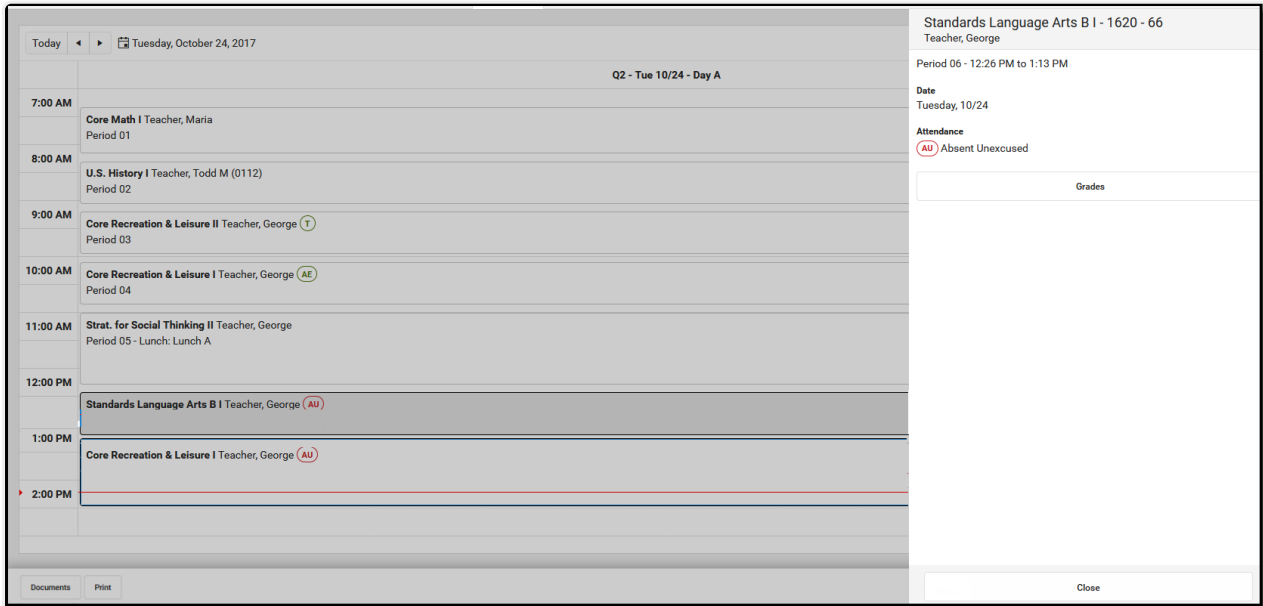 Today
Tuesday, October 24, 2017
Q2 - Tue 10/24 - Day A
7:00 AM
Core Math I Teacher, Maria
Period 01
8:00 AM
U.S. History I Teacher, Todd M (0112)
Period 02
9:00 AM
Core Recreation & Leisure II Teacher, George T
Period 03
10:00 AM
Core Recreation & Leisure I Teacher, George AE
Period 04
11:00 AM
Strat. for Social Thinking II Teacher, George
Period 05 - Lunch: Lunch A
12:00 PM
Standards Language Arts B I Teacher, George AU
1:00 PM
Core Recreation & Leisure I Teacher, George AU
2:00 PM
Documents
Print
Standards Language Arts B I - 1620 - 66
Teacher, George
Period 06 - 12:26 PM to 1:13 PM
Date
Tuesday, 10/24
Attendance
AU Absent Unexcused
Grades
Close